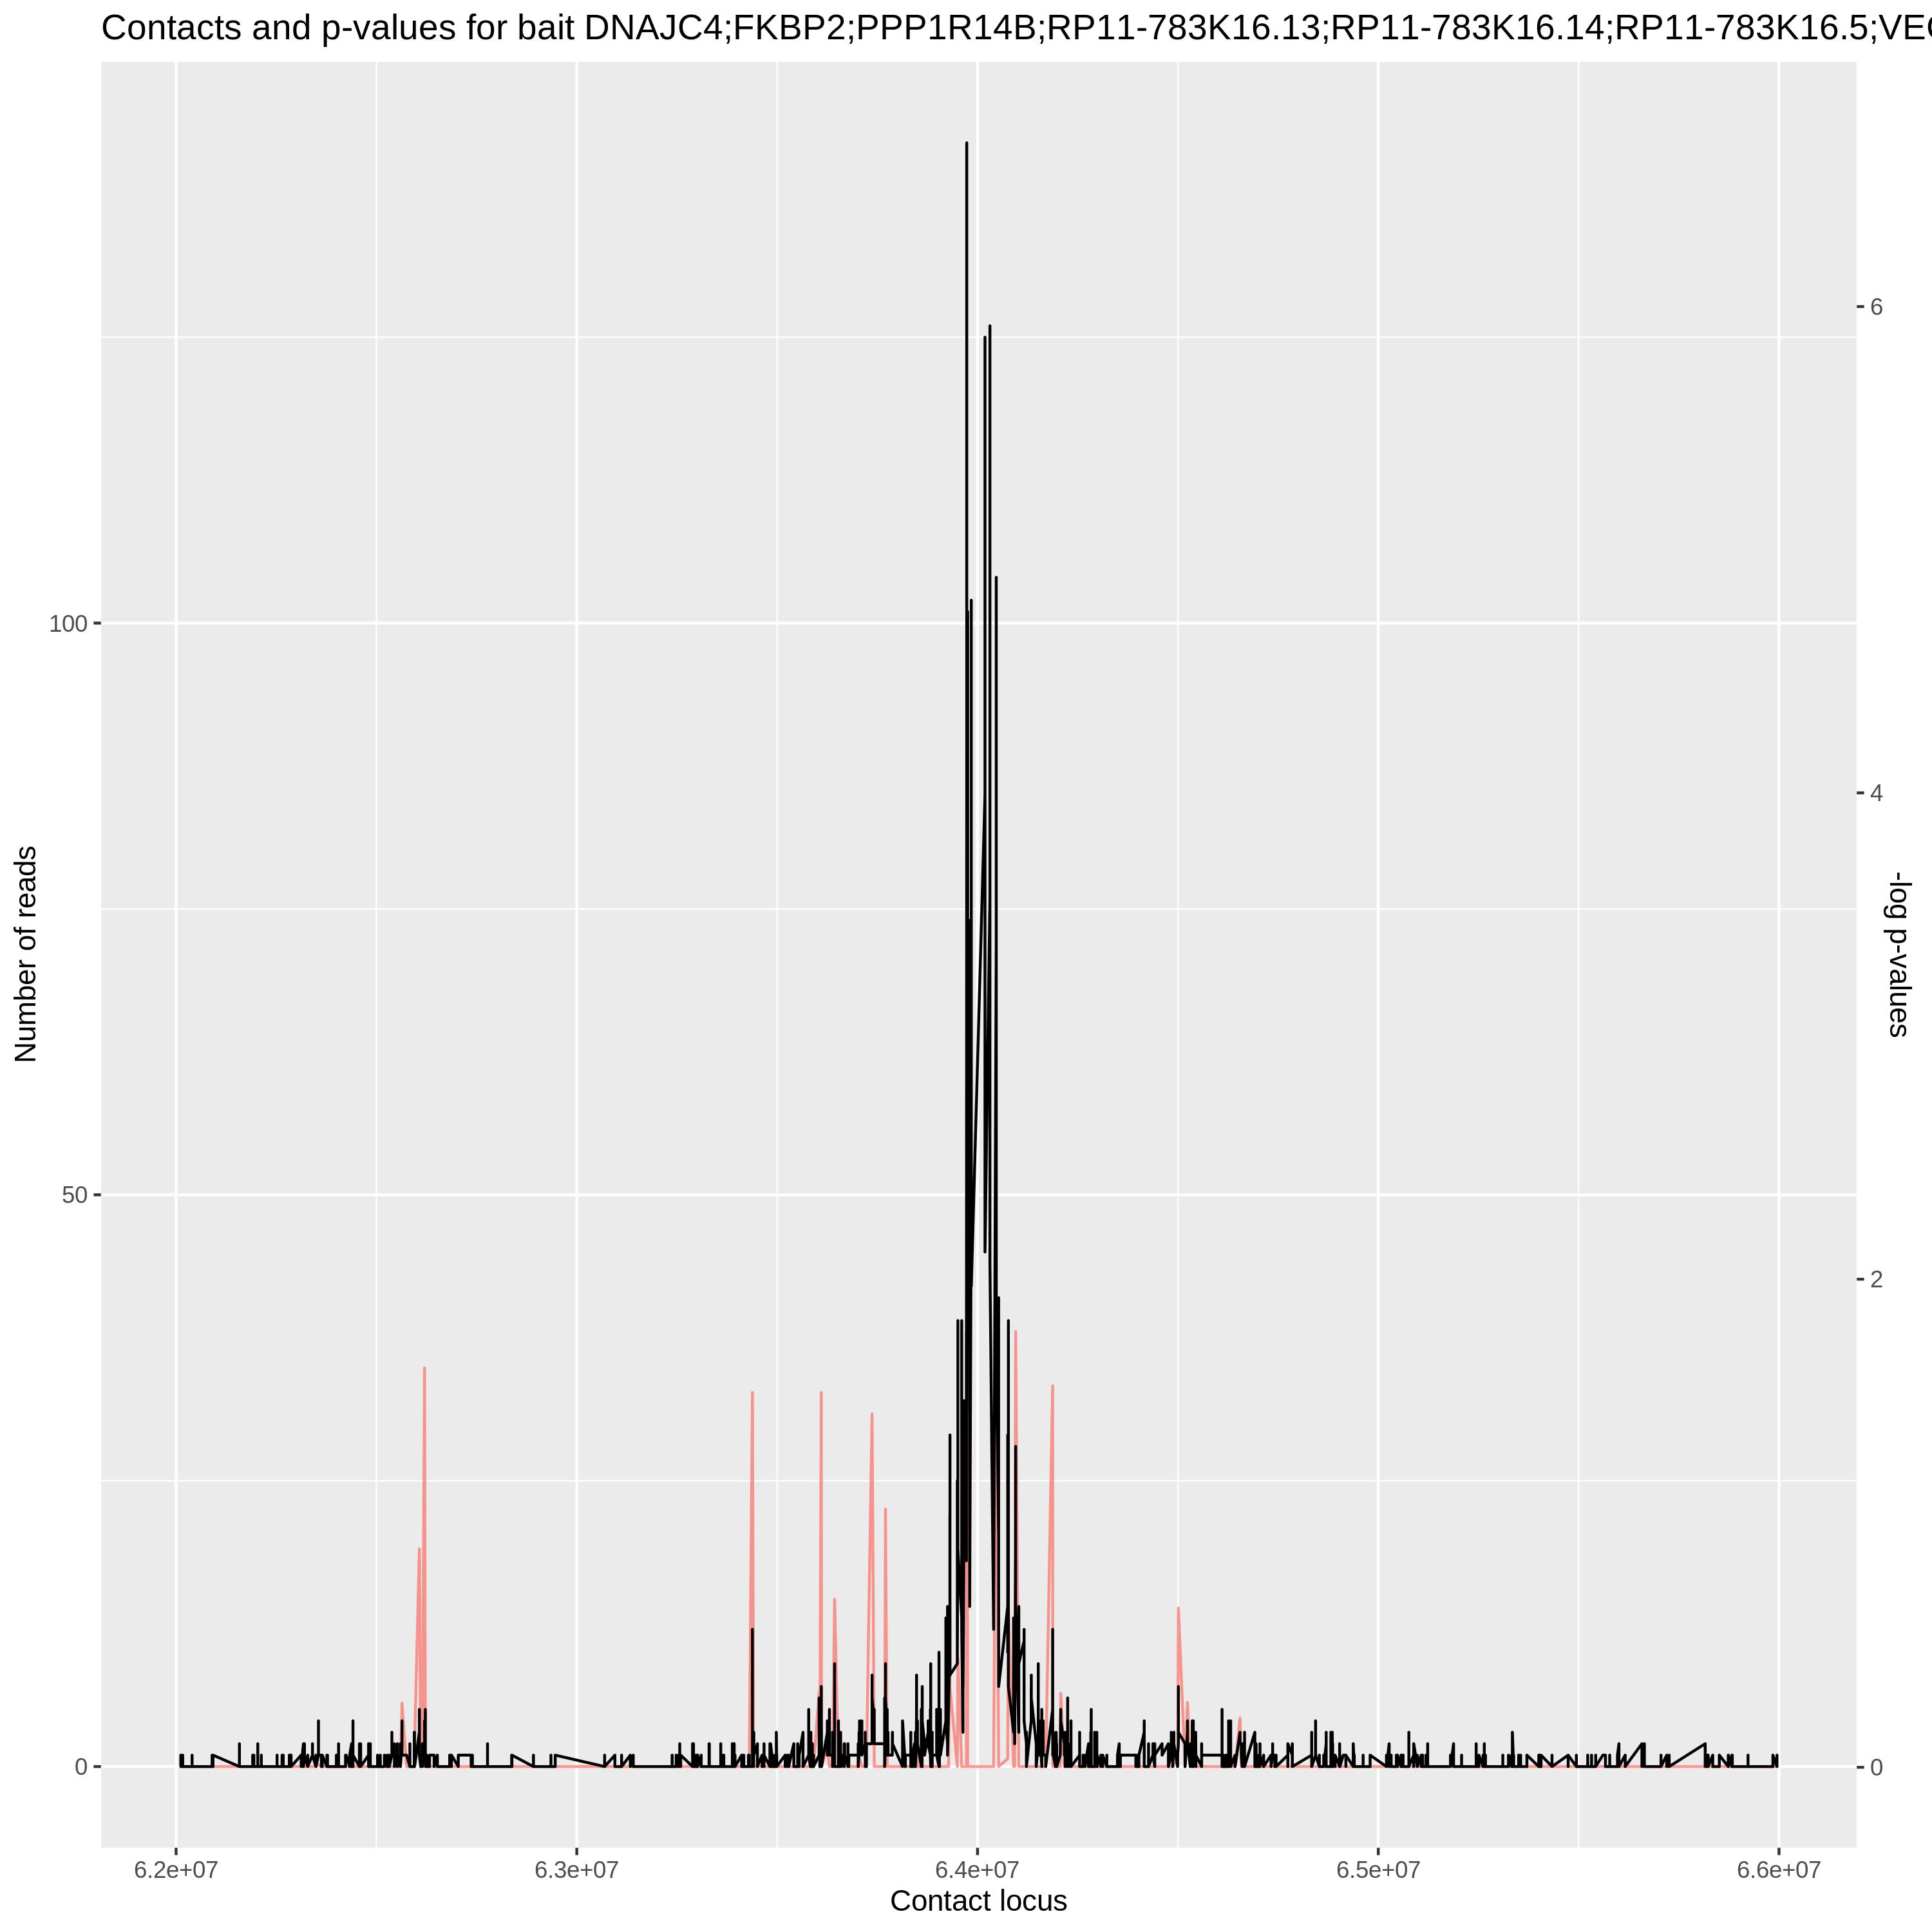 Contacts and p-values for bait DNAJC4;FKBP2;PPP1R14B;RP11-783K16.13;RP11-783K16.14;RP11-783K16.5;VE
Number of reads
100
50
0
6
4
2
0
-log p-values
6.2e+07 6.3e+07 6.4e+07 6.5e+07 6.6e+07
Contact locus